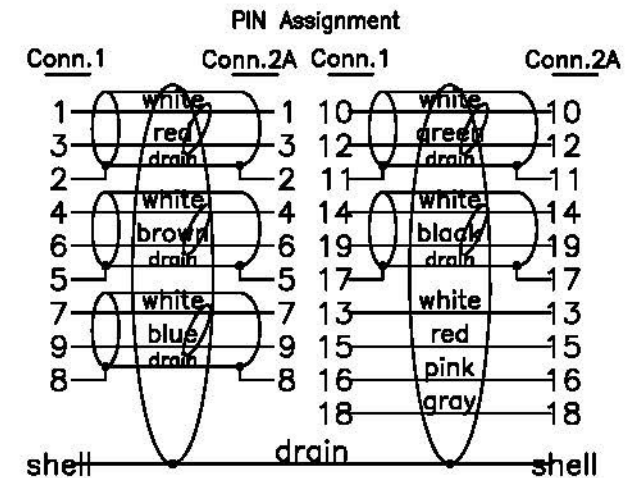 PIN Assignment
Conn.1 Conn.2A Conn.1 Conn.2A
1 white 1 10 white 10
3 red 3 12 green 12
2 drain 2 11 drain 11
4 white 4 14 white 14
6 brown 6 19 black 19
5 drain 5 17 drain 17
7 white 7 13 white 13
9 blue 9 15 red 15
8 drain 8 16 pink 16
18 gray 18
shell drain shell